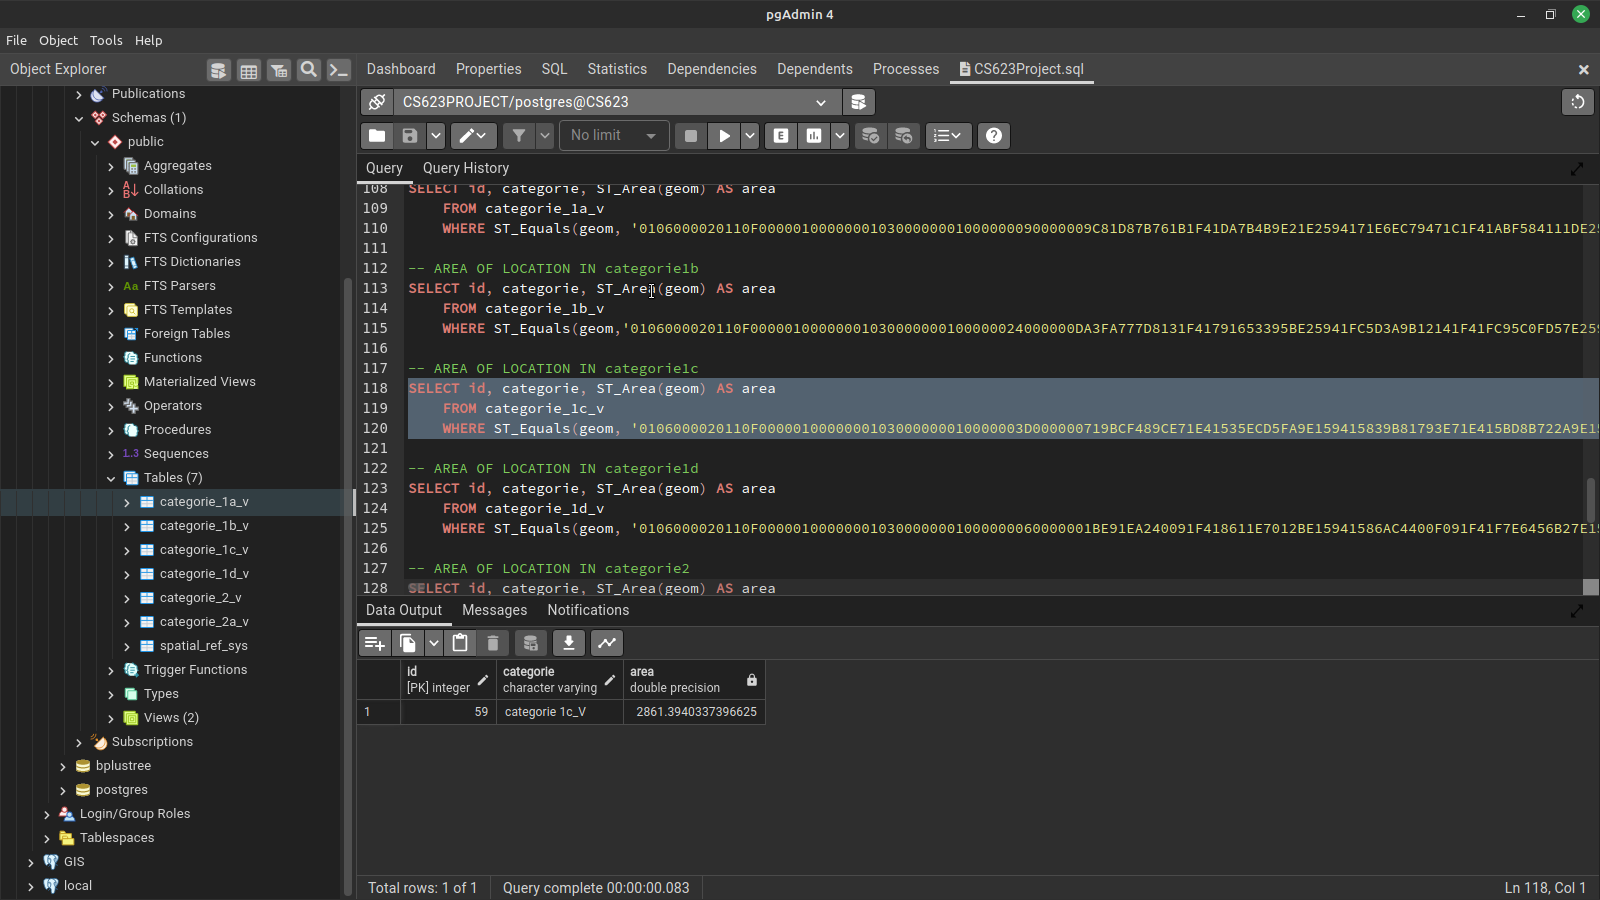 pgAdmin 4
File Object Tools Help
Object Explorer
Dashboard Properties SQL Statistics Dependencies Dependents Processes CS623Project.sql
Publications
Schemas (1)
public
Aggregates
Collations
Domains
FTS Configurations
FTS Dictionaries
FTS Parsers
FTS Templates
Foreign Tables
Functions
Materialized Views
Operators
Procedures
Sequences
Tables (7)
categorie_1a_v
categorie_1b_v
categorie_1c_v
categorie_1d_v
categorie_2_v
categorie_2a_v
spatial_ref_sys
Trigger Functions
Types
Views (2)
Subscriptions
bplustree
postgres
Login/Group Roles
Tablespaces
GIS
local
CS623PROJECT/postgres@CS623
No limit
Query Query History
108 SELECT id, categorie, ST_Area(geom) AS area
109 FROM categorie_1a_v
110 WHERE ST_Equals(geom, '0106000020110F00000100000001030000000100000009000000​9C81D87B761B1F41DA7B4B9E21E2594171E6EC79471C1F41ABF584111DE25
111
112 -- AREA OF LOCATION IN categorie1b
113 SELECT id, categorie, ST_Area(geom) AS area
114 FROM categorie_1b_v
115 WHERE ST_Equals(geom,'0106000020110F00000100000001030000000100000024000000DA3FA777D8131F41791653395BE25941FC5D3A9B12141F41FC95C0FD57E259
116
117 -- AREA OF LOCATION IN categorie1c
118 SELECT id, categorie, ST_Area(geom) AS area
119 FROM categorie_1c_v
120 WHERE ST_Equals(geom, '0106000020110F0000010000000103000000010000003D000000719BCF489CE71E41535ECD5FA9E159415839B81793E71E415BD8B722A9E1
121
122 -- AREA OF LOCATION IN categorie1d
123 SELECT id, categorie, ST_Area(geom) AS area
124 FROM categorie_1d_v
125 WHERE ST_Equals(geom, '0106000020110F000001000000010300000001000000060000001BE91EA240091F418611E7012BE15941586AC4400F091F41F7E6456B27E1
126
127 -- AREA OF LOCATION IN categorie2
128 SELECT id, categorie, ST_Area(geom) AS area
Data Output Messages Notifications
id categorie area
[PK] integer character varying double precision
1 59 categorie 1c_V 2861.3940337396625
Total rows: 1 of 1 Query complete 00:00:00.083 Ln 118, Col 1